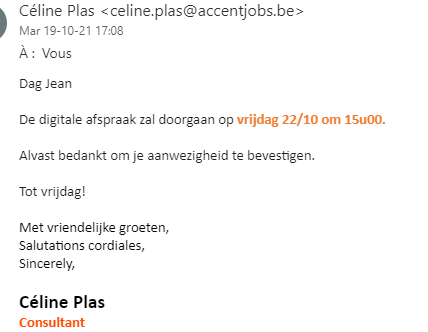 Céline Plas <celine.plas@accentjobs.be>
Mar 19-10-21 17:08
À : Vous
Dag Jean
De digitale afspraak zal doorgaan op vrijdag 22/10 om 15u00.
Alvast bedankt om je aanwezigheid te bevestigen.
Tot vrijdag!
Met vriendelijke groeten,
Salutations cordiales,
Sincerely,
Céline Plas
Consultant